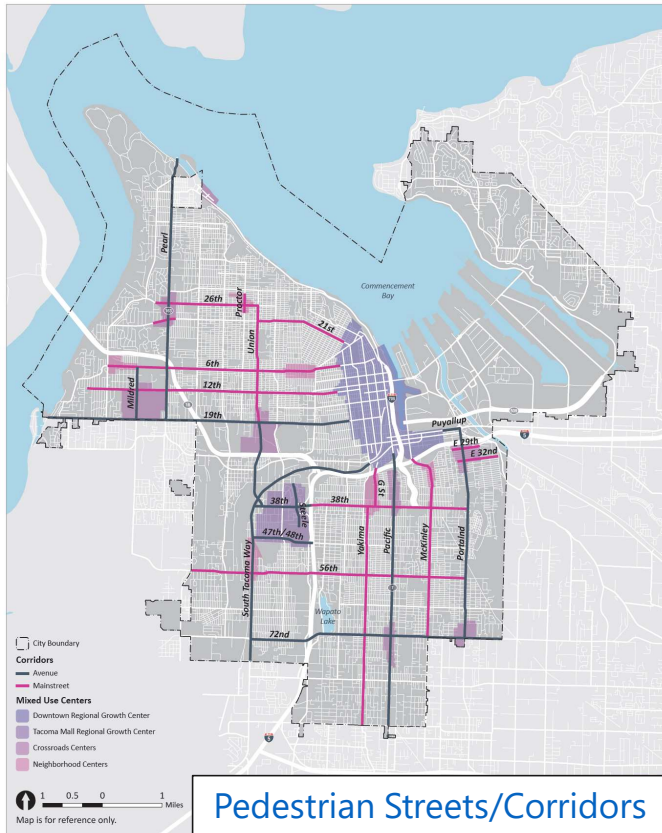 Pearl
26th
Proctor
21st
Commencement
Bay
Union
6th
12th
Mildred
19th
Puyallup
E 29th
E 32nd
G St
38th
Steele
38th
47th/48th
Yakima
Pacific
McKinley
Portalnd
South Tacoma Way
56th
Wapato
Lake
72nd
City Boundary
Corridors
Avenue
Mainstreet
Mixed Use Centers
Downtown Regional Growth Center
Tacoma Mall Regional Growth Center
Crossroads Centers
Neighborhood Centers
1 0.5 0 1
Miles
Map is for reference only.
Pedestrian Streets/Corridors
5
5